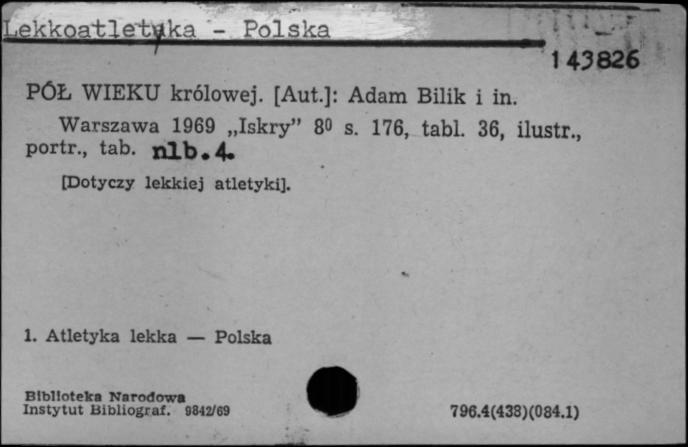 Lekkoatletyka - Polska
143826
PÓŁ WIEKU królowej. [Aut.]: Adam Bilik i in.
Warszawa 1969 „Iskry” 8º s. 176, tabl. 36, ilustr.,
portr., tab. nlb. 4.
[Dotyczy lekkiej atletyki].
1. Atletyka lekka — Polska
Biblioteka Narodowa
Instytut Bibliograf. 9842/69
796.4(438)(084.1)